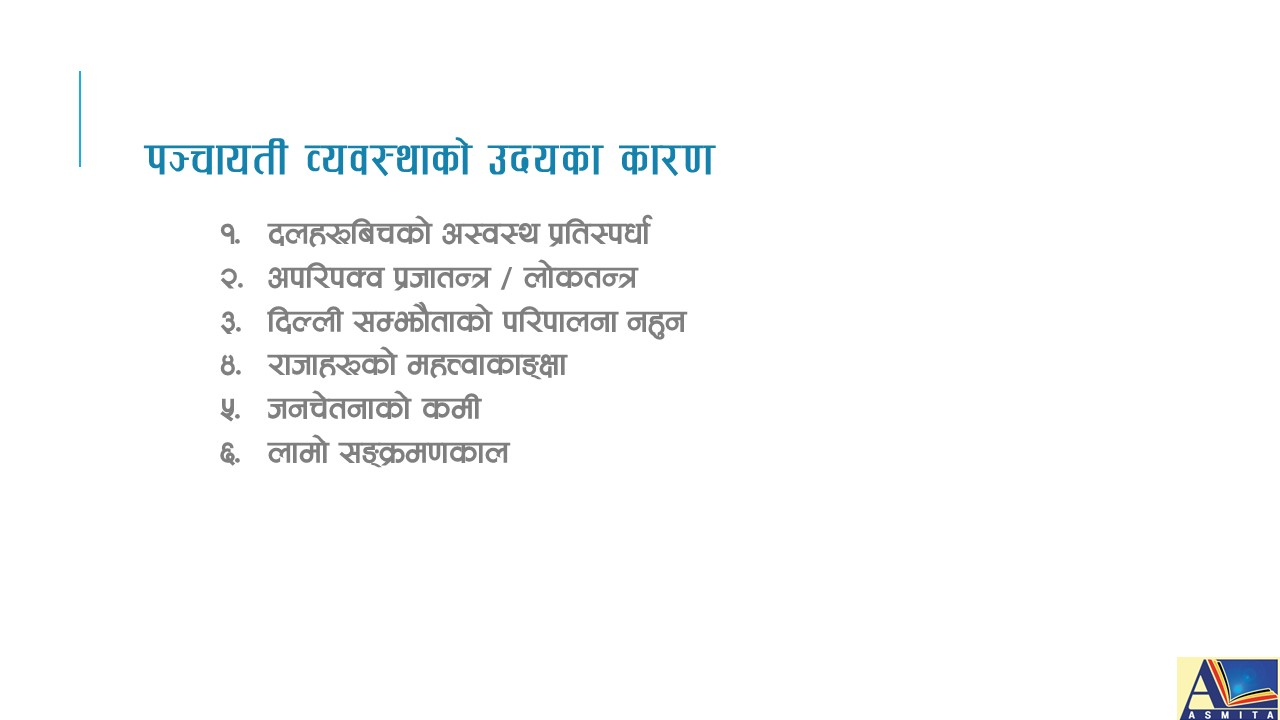 पञ्चायती व्यवस्थाको उदयका कारण
१. दलहरुबिचको अस्वस्थ प्रतिस्पर्धा
२. अपरिपक्व प्रजातन्त्र / लोकतन्त्र
३. दिल्ली सम्झौताको परिपालना नहुन
४. राजाहरुको महत्त्वाकाङ्क्षा
५. जनचेतनाको कमी
६. लामो सङ्क्रमणकाल
ASMITA